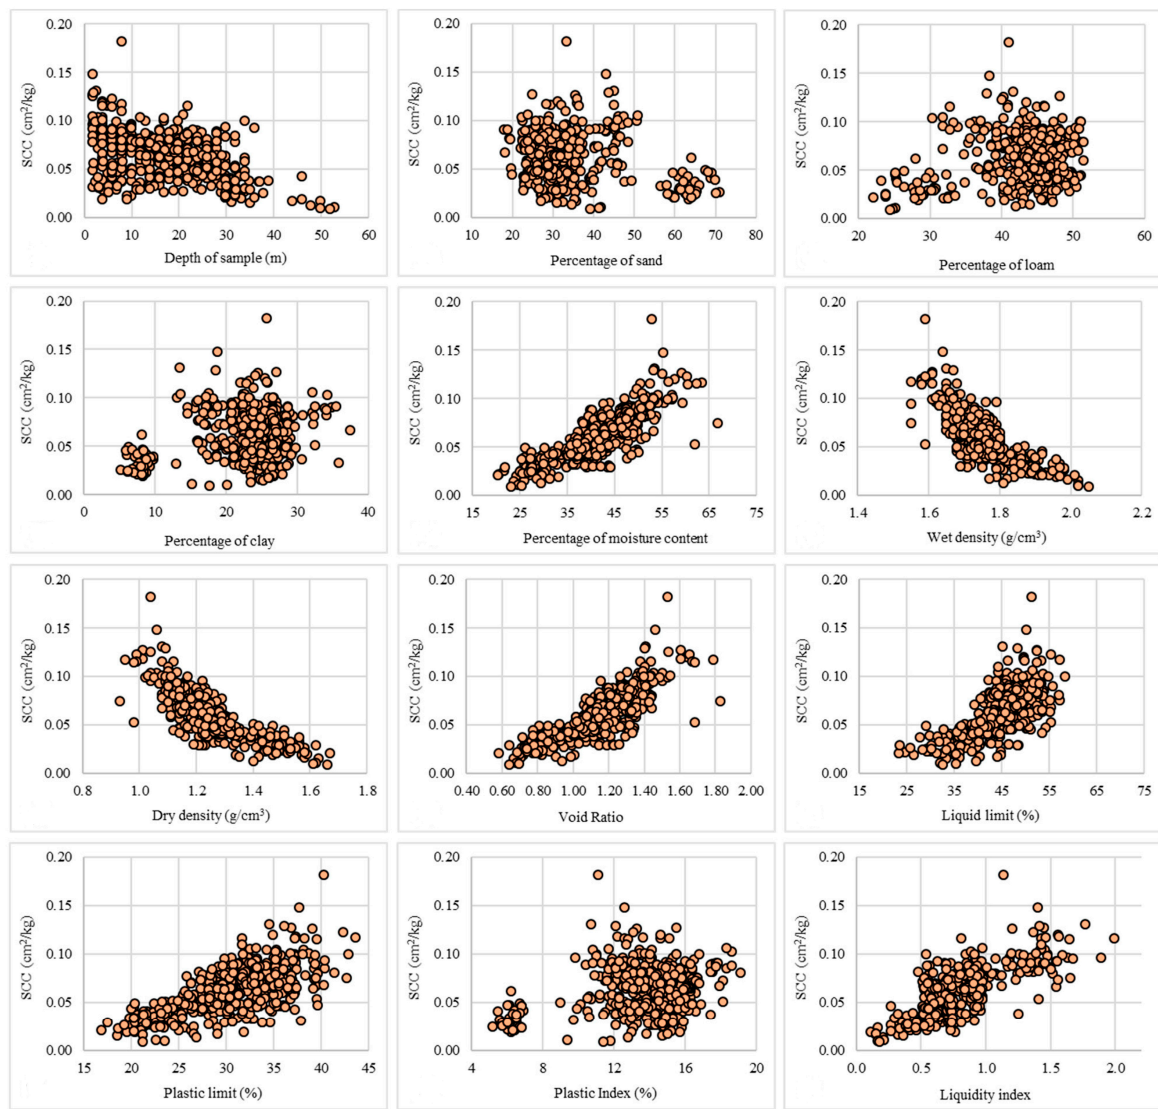 0.20 0.20 0.20
0.15 0.15 0.15
0.10 0.10 0.10
0.05 0.05 0.05
0.00 0.00 0.00
SCC (cm²/kg) SCC (cm²/kg) SCC (cm²/kg)
0 10 20 30 40 50 60 10 20 30 40 50 60 70 80 20 30 40 50 60
Depth of sample (m) Percentage of sand Percentage of loam
0.20 0.20 0.20
0.15 0.15 0.15
0.10 0.10 0.10
0.05 0.05 0.05
0.00 0.00 0.00
SCC (cm²/kg) SCC (cm²/kg) SCC (cm²/kg)
0 10 20 30 40 15 25 35 45 55 65 75 1.4 1.6 1.8 2.0 2.2
Percentage of clay Percentage of moisture content Wet density (g/cm³)
0.20 0.20 0.20
0.15 0.15 0.15
0.10 0.10 0.10
0.05 0.05 0.05
0.00 0.00 0.00
SCC (cm²/kg) SCC (cm²/kg) SCC (cm²/kg)
0.8 1.0 1.2 1.4 1.6 1.8 0.40 0.60 0.80 1.00 1.20 1.40 1.60 1.80 2.00 15 25 35 45 55 65 75
Dry density (g/cm³) Void Ratio Liquid limit (%)
0.20 0.20 0.20
0.15 0.15 0.15
0.10 0.10 0.10
0.05 0.05 0.05
0.00 0.00 0.00
SCC (cm²/kg) SCC (cm²/kg) SCC (cm²/kg)
15 20 25 30 35 40 45 4 8 12 16 20 0.0 0.5 1.0 1.5 2.0
Plastic limit (%) Plastic Index (%) Liquidity index